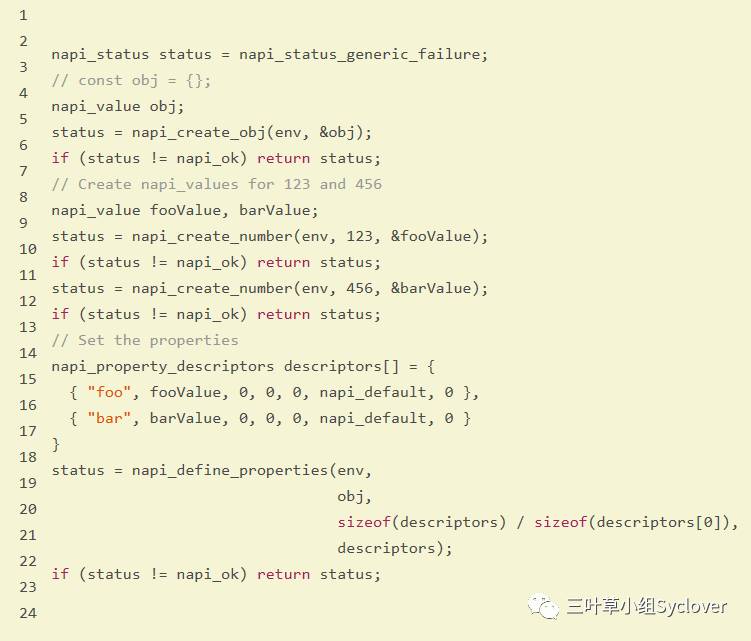 1
2
napi_status status = napi_status_generic_failure;
3
// const obj = {};
4
napi_value obj;
5
status = napi_create_obj(env, &obj);
6
if (status != napi_ok) return status;
7
// Create napi_values for 123 and 456
8
napi_value fooValue, barValue;
9
status = napi_create_number(env, 123, &fooValue);
10
if (status != napi_ok) return status;
11
status = napi_create_number(env, 456, &barValue);
12
if (status != napi_ok) return status;
13
// Set the properties
14
napi_property_descriptors descriptors[] = {
15
{ "foo", fooValue, 0, 0, 0, napi_default, 0 },
16
{ "bar", barValue, 0, 0, 0, napi_default, 0 }
17
}
18
status = napi_define_properties(env,
19
obj,
20
sizeof(descriptors) / sizeof(descriptors[0]),
21
descriptors);
22
if (status != napi_ok) return status;
23
三叶草小组Syclover
24